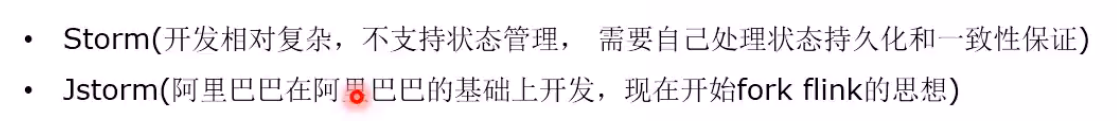 • Storm(开发相对复杂，不支持状态管理， 需要自己处理状态持久化和一致性保证)
• Jstorm(阿里巴巴在阿里巴巴的基础上开发，现在开始fork flink的思想)